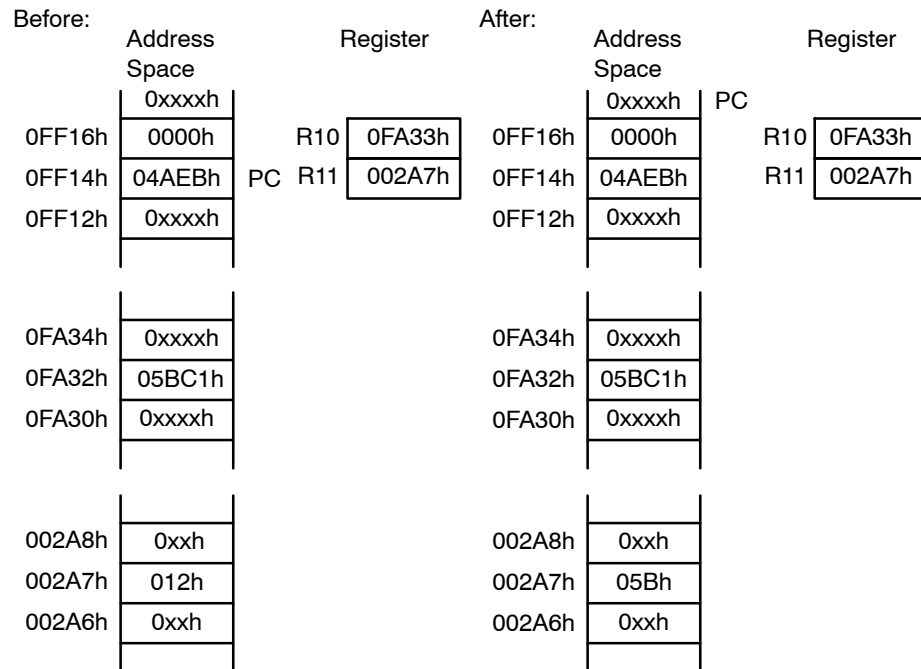 Before:
After:
Address Space
Register
Address Space
Register
0xxxxh
0xxxxh PC
0FF16h 0000h R10 0FA33h
0FF16h 0000h R10 0FA33h
0FF14h 04AEBh PC R11 002A7h
0FF14h 04AEBh R11 002A7h
0FF12h 0xxxxh
0FF12h 0xxxxh
0FA34h 0xxxxh
0FA34h 0xxxxh
0FA32h 05BC1h
0FA32h 05BC1h
0FA30h 0xxxxh
0FA30h 0xxxxh
002A8h 0xxh
002A8h 0xxh
002A7h 012h
002A7h 05Bh
002A6h 0xxh
002A6h 0xxh